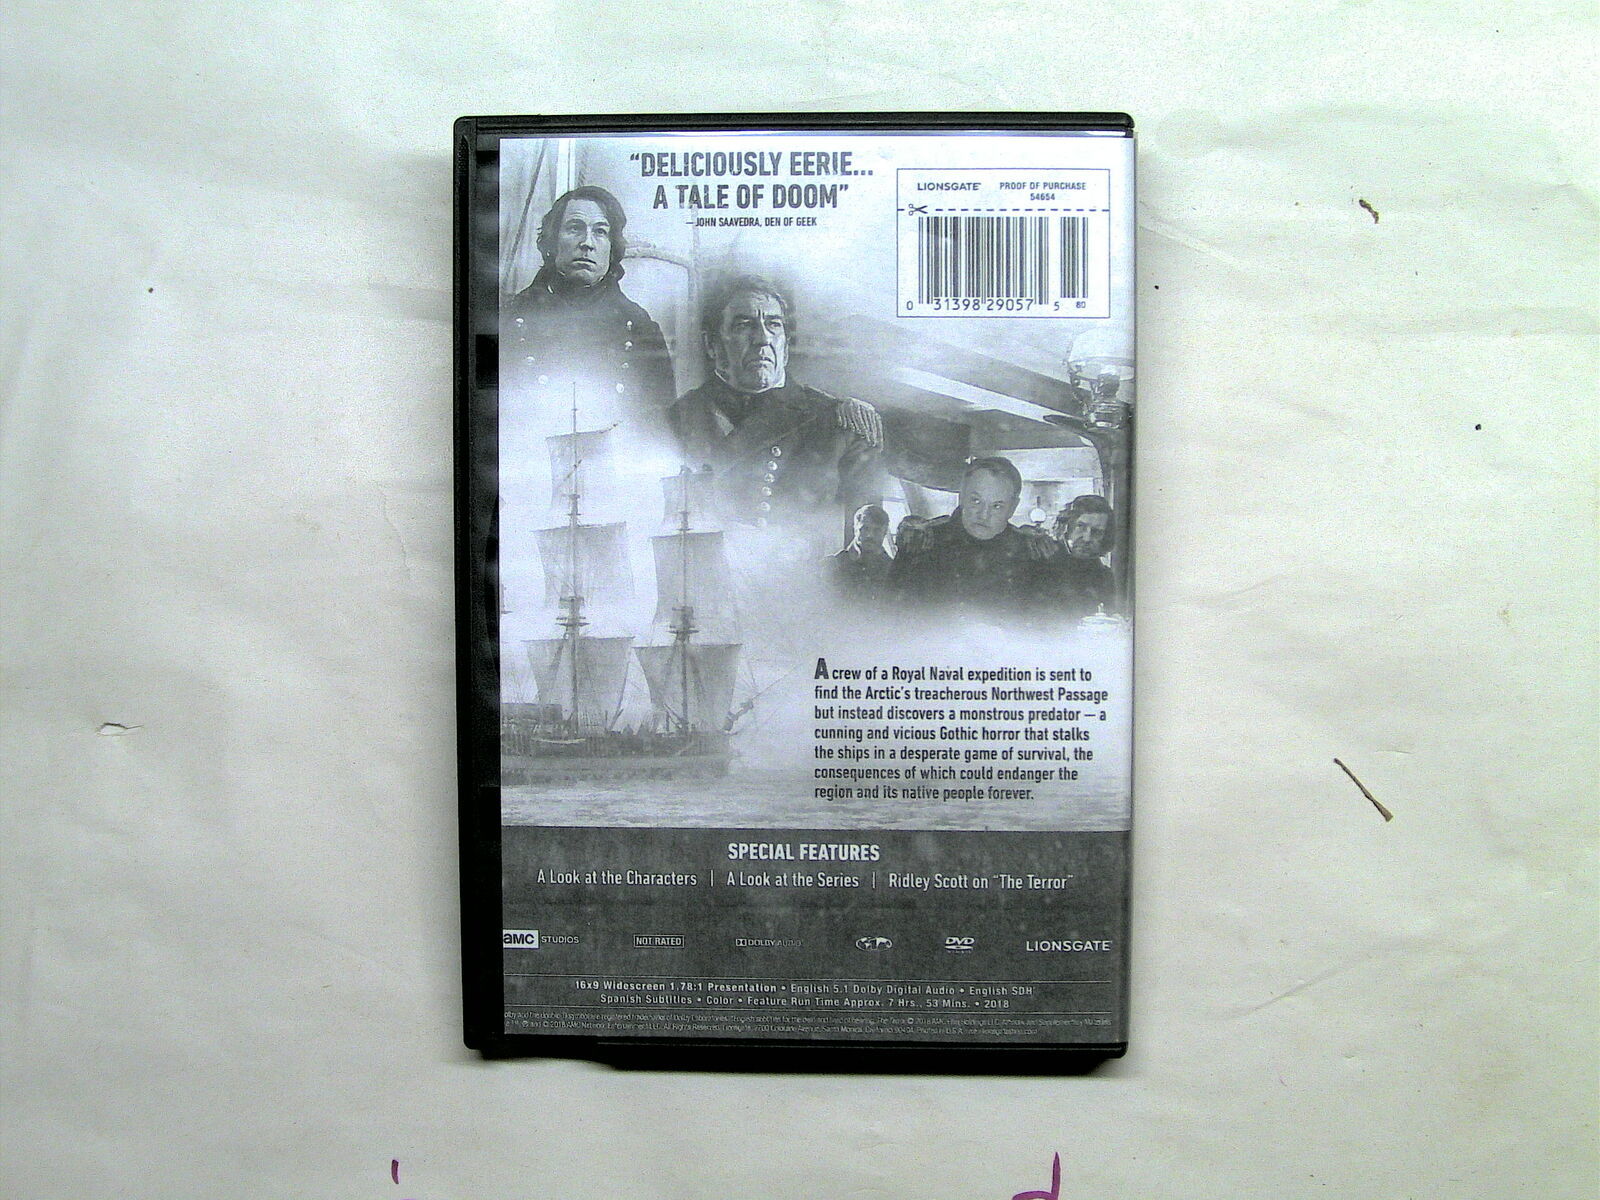 “DELICIOUSLY EERIE...
A TALE OF DOOM”
—JOHN SAAVEDRA, DEN OF GEEK
LIONSGATE PROOF OF PURCHASE
54654
0 31398 29057 5 80
A crew of a Royal Naval expedition is sent to
find the Arctic's treacherous Northwest Passage
but instead discovers a monstrous predator — a
cunning and vicious Gothic horror that stalks
the ships in a desperate game of survival, the
consequences of which could endanger the
region and its native people forever.
SPECIAL FEATURES
A Look at the Characters | A Look at the Series | Ridley Scott on “The Terror”
AMC STUDIOS NOT RATED DOLBY AUDIO DVD LIONSGATE
16x9 Widescreen 1.78:1 Presentation • English 5.1 Dolby Digital Audio • English SDH
Spanish Subtitles • Color • Feature Run Time Approx. 7 Hrs., 53 Mins. • 2018